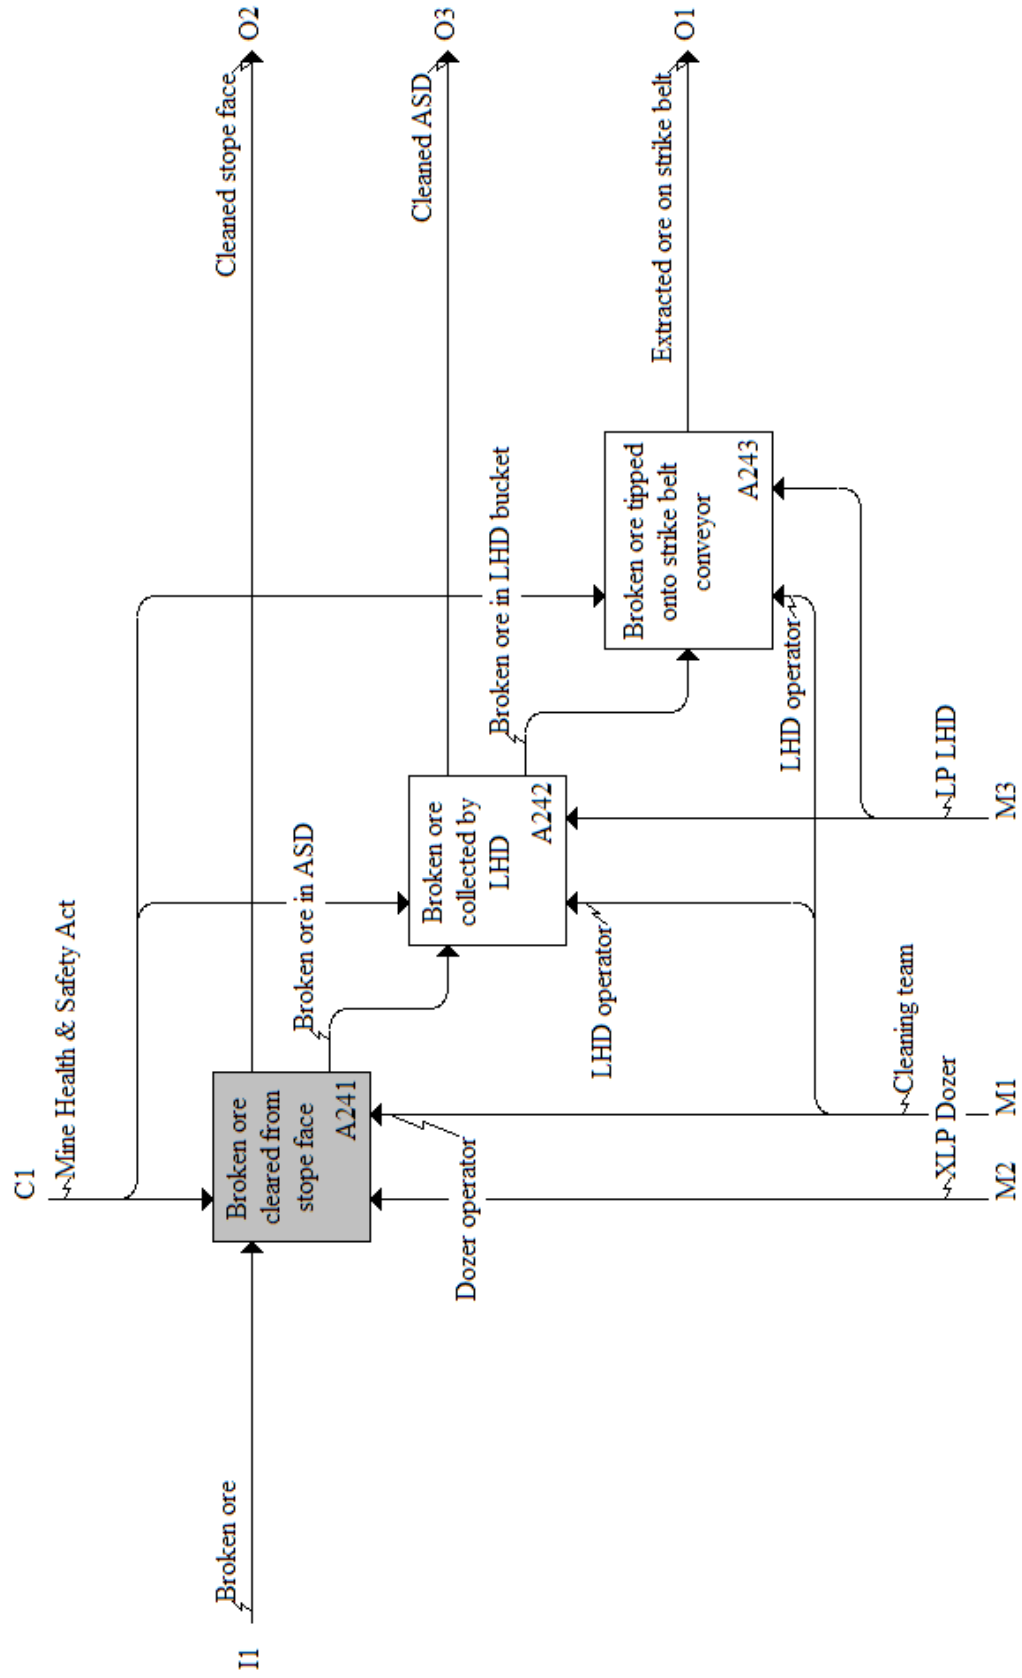 C1
Mine Health & Safety Act
I1
Broken ore
Broken ore
cleared from
stope face
A241
Cleaned stope face
O2
Broken ore in ASD
Dozer operator
Broken ore
collected by
LHD
A242
Cleaned ASD
O3
Broken ore in LHD bucket
LHD operator
Broken ore tipped
onto strike belt
conveyor
A243
Extracted ore on strike belt
O1
LHD operator
XLP Dozer
Cleaning team
LP LHD
M2
M1
M3